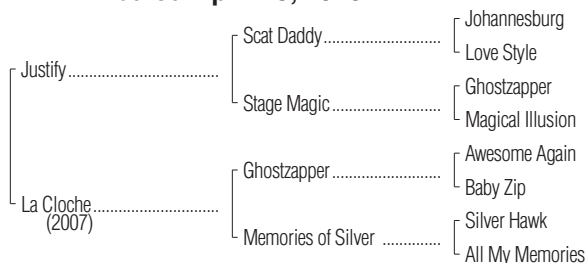 Johannesburg
Scat Daddy
Love Style
Justify
Ghostzapper
Stage Magic
Magical Illusion
Awesome Again
Ghostzapper
Baby Zip
La Cloche
(2007)
Silver Hawk
Memories of Silver
All My Memories